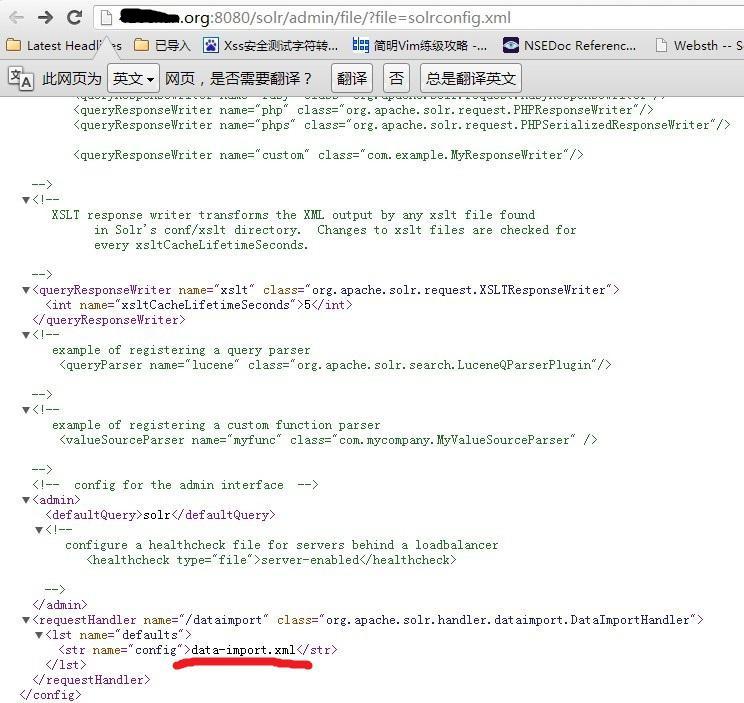 .org:8080/solr/admin/file/?file=solrconfig.xml
Latest Headlines 已导入 Xss安全测试字符转... 简明Vim练级攻略 -... NSEDoc Referenc... Websth -- S
此网页为 英文 网页，是否需要翻译？ 翻译 否 总是翻译英文
<queryResponseWriter name="ruby" class="org.apache.solr.request.RubyResponseWriter"/>
<queryResponseWriter name="php" class="org.apache.solr.request.PHPResponseWriter"/>
<queryResponseWriter name="phps" class="org.apache.solr.request.PHPSerializedResponseWriter"/>
<queryResponseWriter name="custom" class="com.example.MyResponseWriter"/>
-->
▼<!--
XSLT response writer transforms the XML output by any xslt file found
in Solr's conf/xslt directory.  Changes to xslt files are checked for
every xsltCacheLifetimeSeconds.
-->
▼<queryResponseWriter name="xslt" class="org.apache.solr.request.XSLTResponseWriter">
<int name="xsltCacheLifetimeSeconds">5</int>
</queryResponseWriter>
▼<!--
example of registering a query parser
<queryParser name="lucene" class="org.apache.solr.search.LuceneQParserPlugin"/>
-->
▼<!--
example of registering a custom function parser
<valueSourceParser name="myfunc" class="com.mycompany.MyValueSourceParser" />
-->
<!--  config for the admin interface  -->
▼<admin>
<defaultQuery>solr</defaultQuery>
▼<!--
configure a healthcheck file for servers behind a loadbalancer
<healthcheck type="file">server-enabled</healthcheck>
-->
</admin>
▼<requestHandler name="/dataimport" class="org.apache.solr.handler.dataimport.DataImportHandler">
▼<lst name="defaults">
<str name="config">data-import.xml</str>
</lst>
</requestHandler>
</config>